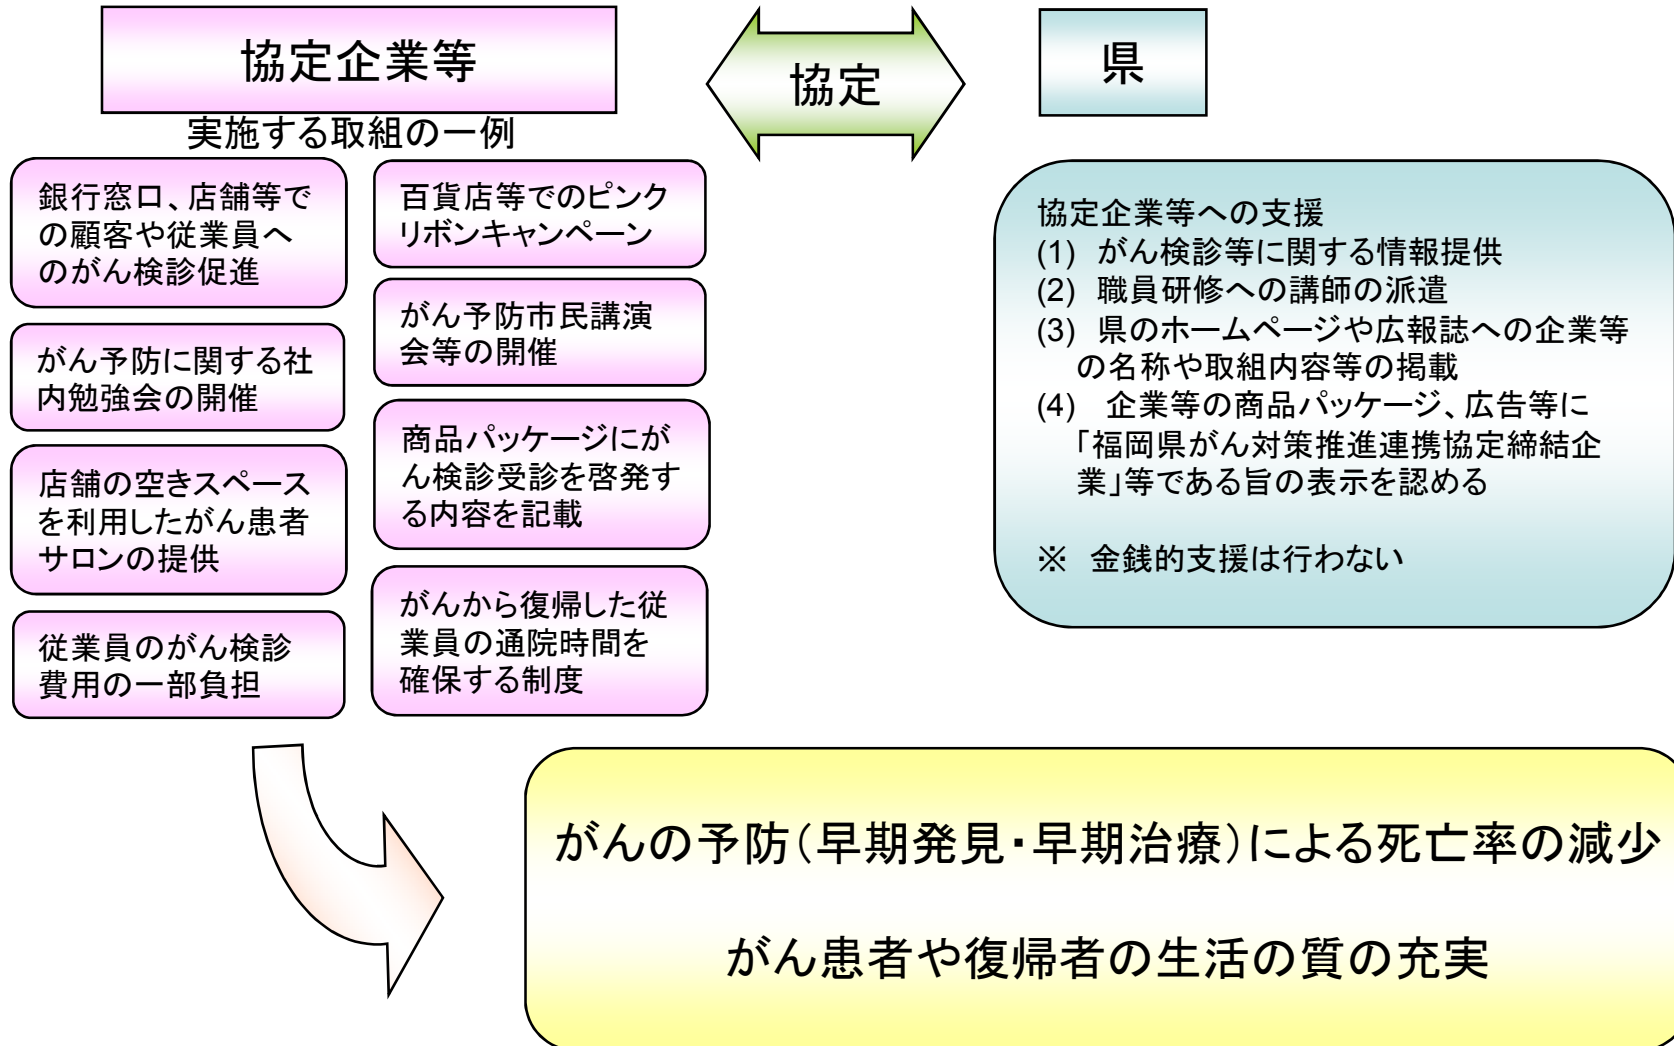 協定企業等
協定
県
実施する取組の一例
銀行窓口、店舗等で
の顧客や従業員へ
のがん検診促進
がん予防に関する社
内勉強会の開催
店舗の空きスペース
を利用したがん患者
サロンの提供
従業員のがん検診
費用の一部負担
百貨店等でのピンク
リボンキャンペーン
がん予防市民講演
会等の開催
商品パッケージにが
ん検診受診を啓発す
る内容を記載
がんから復帰した従
業員の通院時間を
確保する制度
協定企業等への支援
(1) がん検診等に関する情報提供
(2) 職員研修への講師の派遣
(3) 県のホームページや広報誌への企業等
の名称や取組内容等の掲載
(4) 企業等の商品パッケージ、広告等に
「福岡県がん対策推進連携協定締結企
業」等である旨の表示を認める
※ 金銭的支援は行わない
がんの予防(早期発見・早期治療)による死亡率の減少
がん患者や復帰者の生活の質の充実